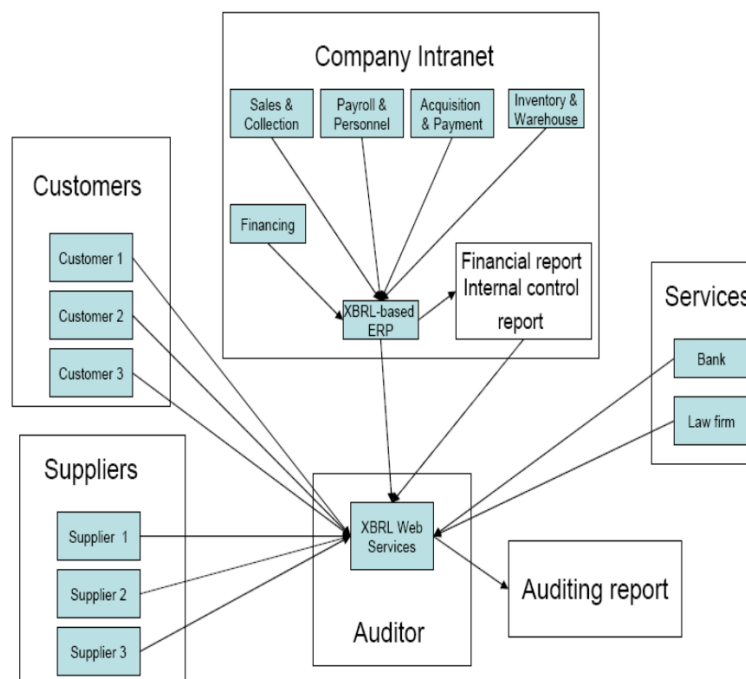 Company Intranet
Sales &
Collection
Payroll &
Personnel
Acquisition
& Payment
Inventory &
Warehouse
Financing
XBRL-based
ERP
Financial report
Internal control
report
Customers
Customer 1
Customer 2
Customer 3
Services
Bank
Law firm
Suppliers
Supplier 1
Supplier 2
Supplier 3
XBRL Web
Services
Auditor
Auditing report